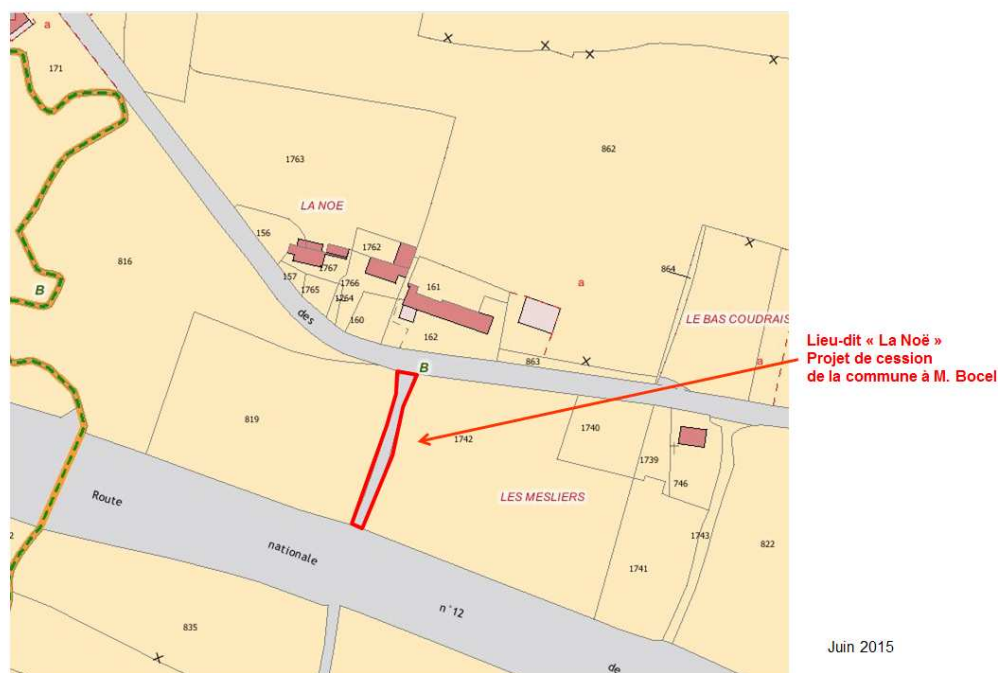 a
171
862
1763
LA NOE
156
1762
864
816
157
1767
1766
161
a
B
1765
1764
LE BAS COUDRAIS
des
160
162
863
a
B
Lieu-dit « La Noë »
Projet de cession
de la commune à M. Bocel
819
1742
1740
1739
746
LES MESLIERS
Route
nationale
n°12
de
1743
822
1741
835
Juin 2015